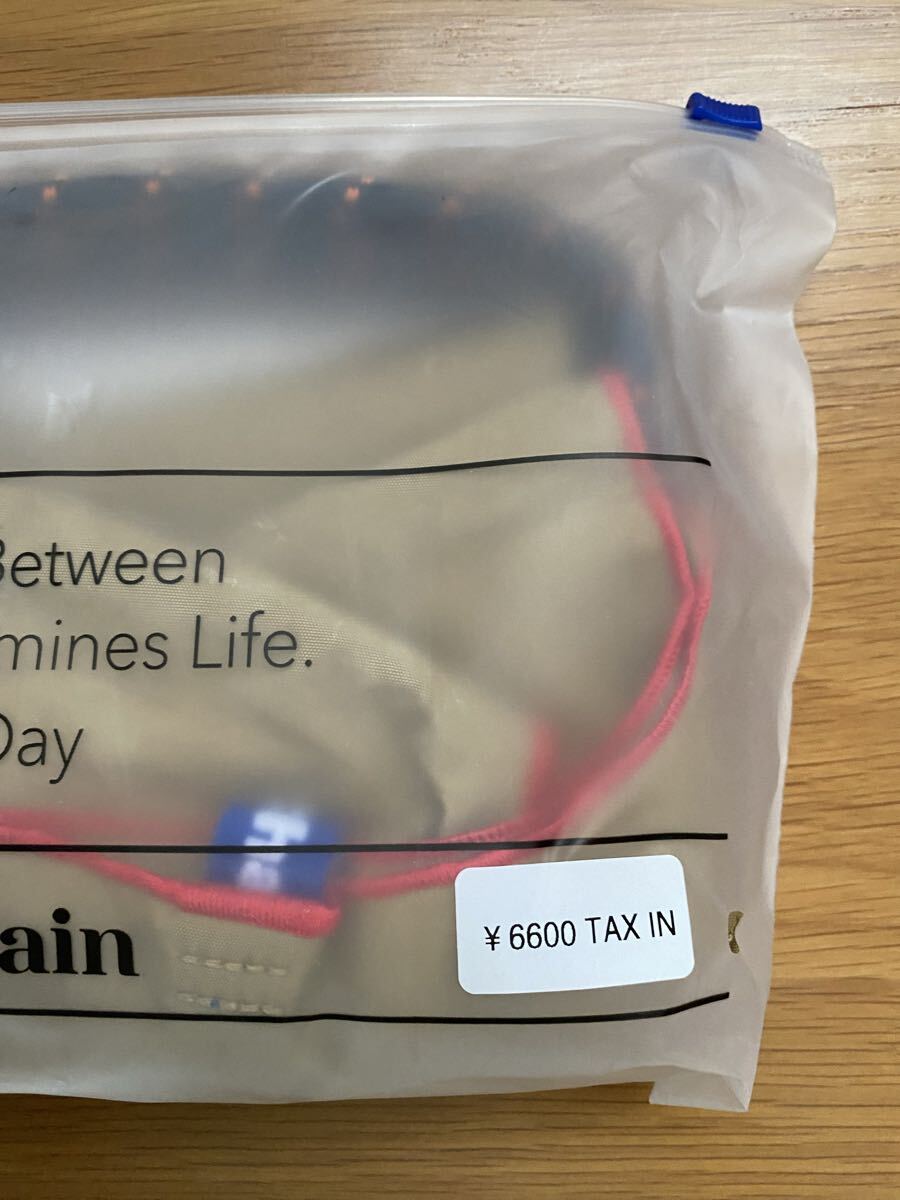 Between
mines Life.
Day
ain
¥6600 TAX IN